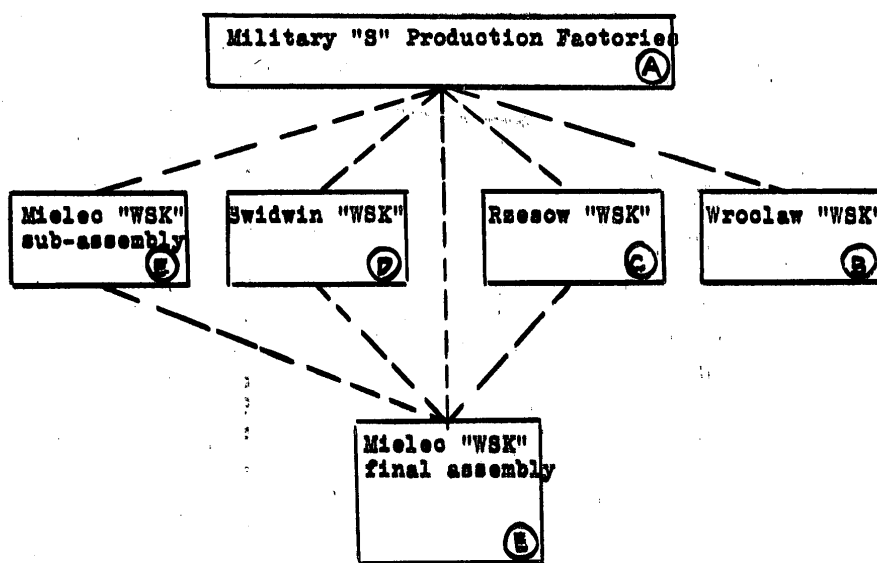 Military "S" Production Factories
A
Mielec "WSK"
sub-assembly
E
Swidwin "WSK"
D
Rzesow "WSK"
C
Wroclaw "WSK"
B
Mielec "WSK"
final assembly
E